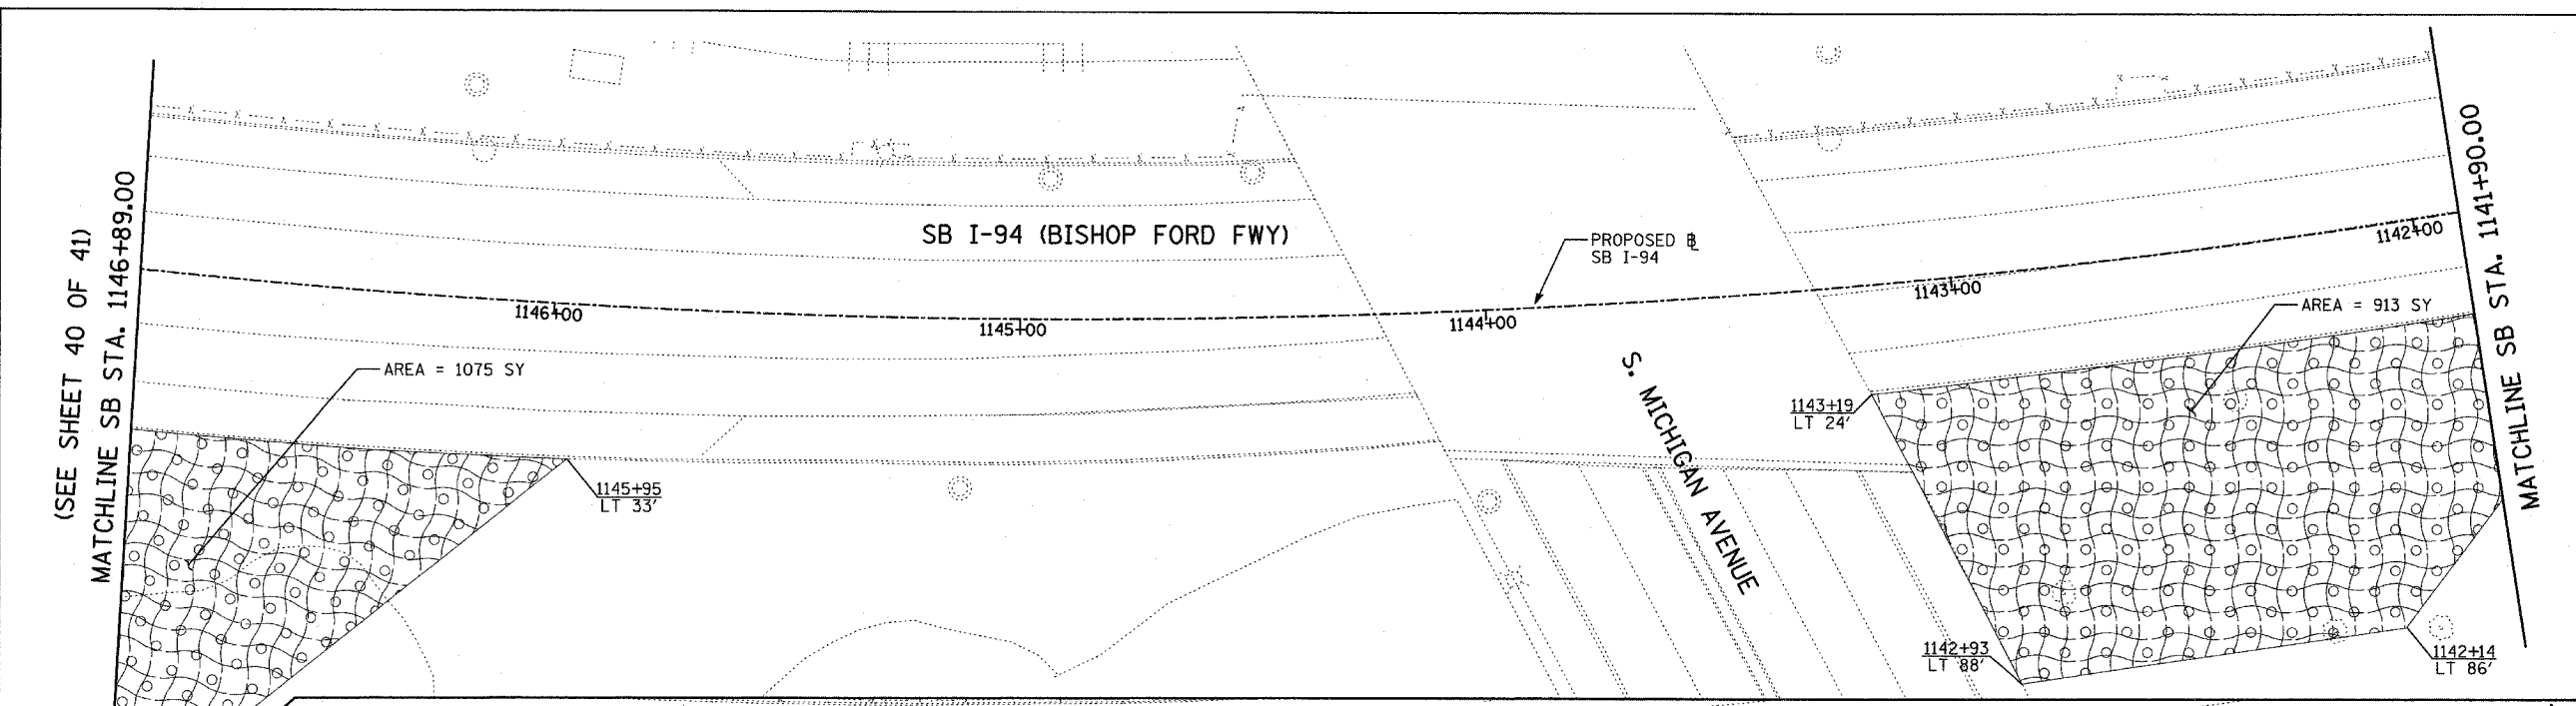 (SEE SHEET 40 OF 41)
MATCHLINE SB STA. 1146+89.00
SB I-94 (BISHOP FORD FWY)
PROPOSED ℄
SB I-94
1146+00
1145+00
1144+00
1143+00
1142+00
AREA = 1075 SY
1145+95
LT 33'
S. MICHIGAN AVENUE
1143+19
LT 24'
AREA = 913 SY
1142+93
LT 88'
1142+14
LT 86'
MATCHLINE SB STA. 1141+90.00